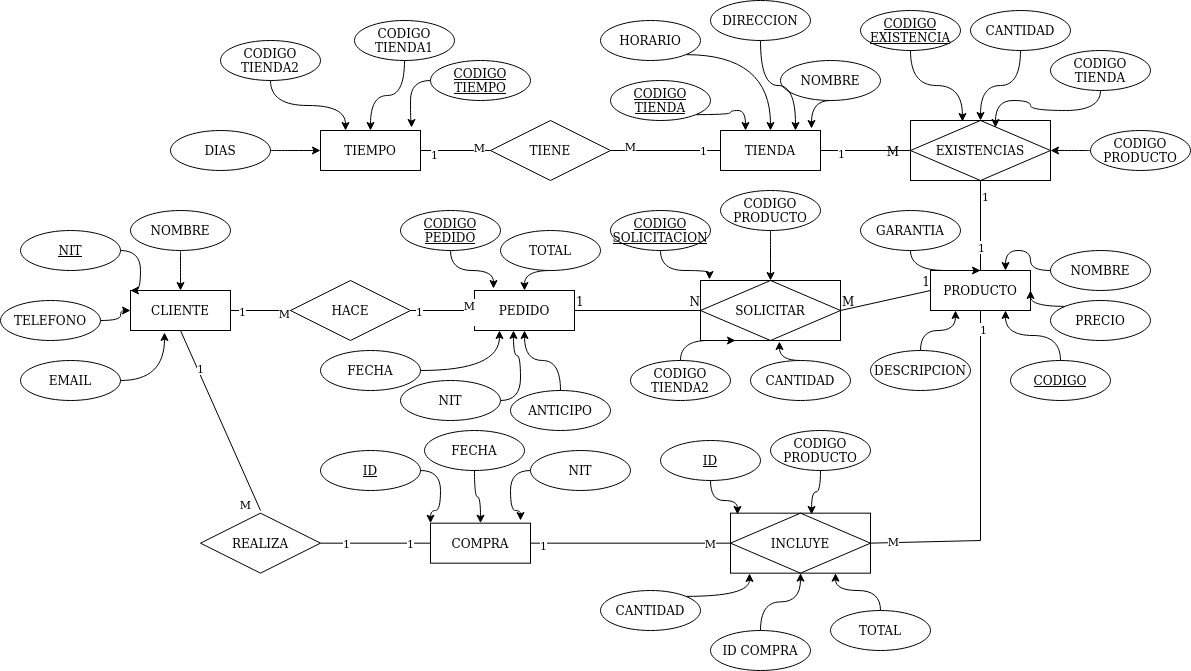 DIRECCION
CODIGO
TIENDA1
CODIGO
TIENDA2
HORARIO
CODIGO
EXISTENCIA
CANTIDAD
CODIGO
TIEMPO
NOMBRE
CODIGO
TIENDA
CODIGO
TIENDA
DIAS
TIEMPO
1
M
TIENE
M
1
TIENDA
1
M
EXISTENCIAS
CODIGO
PRODUCTO
1
1
NIT
NOMBRE
CODIGO
PEDIDO
TOTAL
CODIGO
SOLICITACION
CODIGO
PRODUCTO
GARANTIA
NOMBRE
TELEFONO
CLIENTE
1
M
HACE
1
M
PEDIDO
1
N
SOLICITAR
M
1
PRODUCTO
PRECIO
1
EMAIL
1
FECHA
NIT
ANTICIPO
CODIGO
TIENDA2
CANTIDAD
DESCRIPCION
CODIGO
ID
FECHA
NIT
ID
CODIGO
PRODUCTO
M
REALIZA
1
1
COMPRA
1
M
INCLUYE
M
CANTIDAD
ID COMPRA
TOTAL